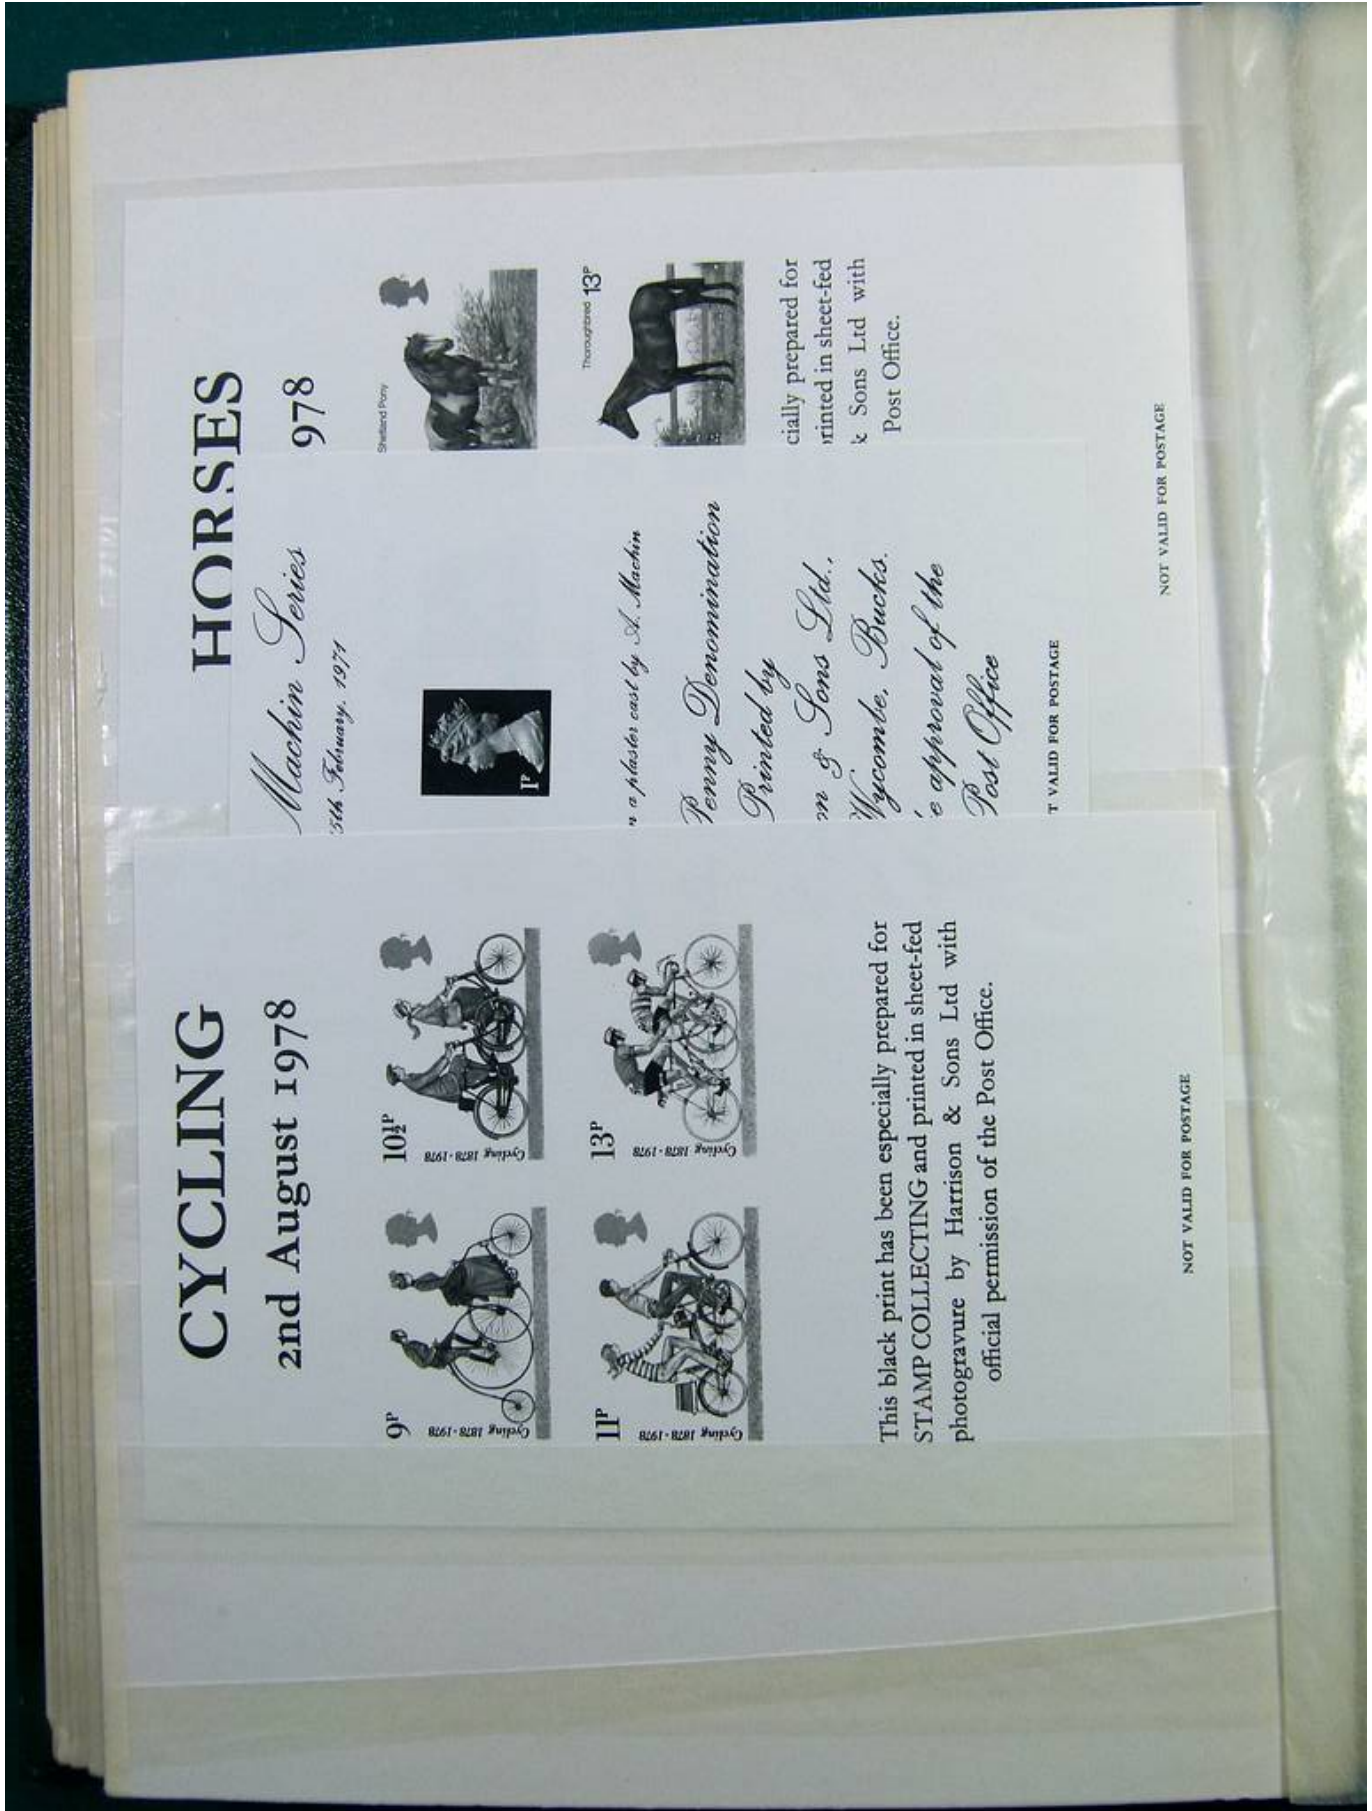 CYCLING
2nd August 1978
9P
Cycling 1878-1978
10½P
Cycling 1878-1978
11P
Cycling 1878-1978
13P
Cycling 1878-1978
This black print has been especially prepared for
STAMP COLLECTING and printed in sheet-fed
photogravure by Harrison & Sons Ltd with
official permission of the Post Office.
NOT VALID FOR POSTAGE
Machin Series
5th February, 1971
1P
a plaster cast by A. Machin
Penny Denomination
Printed by
& Sons Ltd.,
Wycombe, Bucks.
approval of the
Post Office
VALID FOR POSTAGE
HORSES
978
Shetland Pony
Thoroughbred 13P
cially prepared for
rinted in sheet-fed
Sons Ltd with
Post Office.
NOT VALID FOR POSTAGE